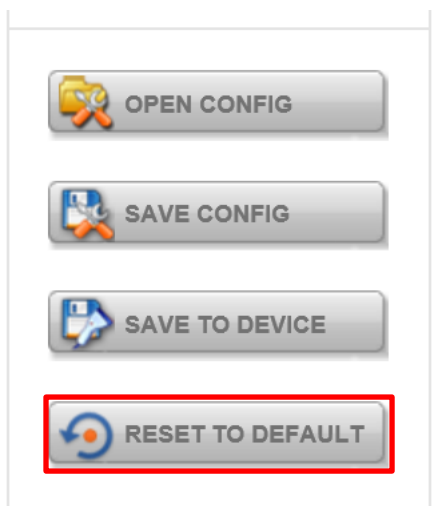 OPEN CONFIG
SAVE CONFIG
SAVE TO DEVICE
RESET TO DEFAULT